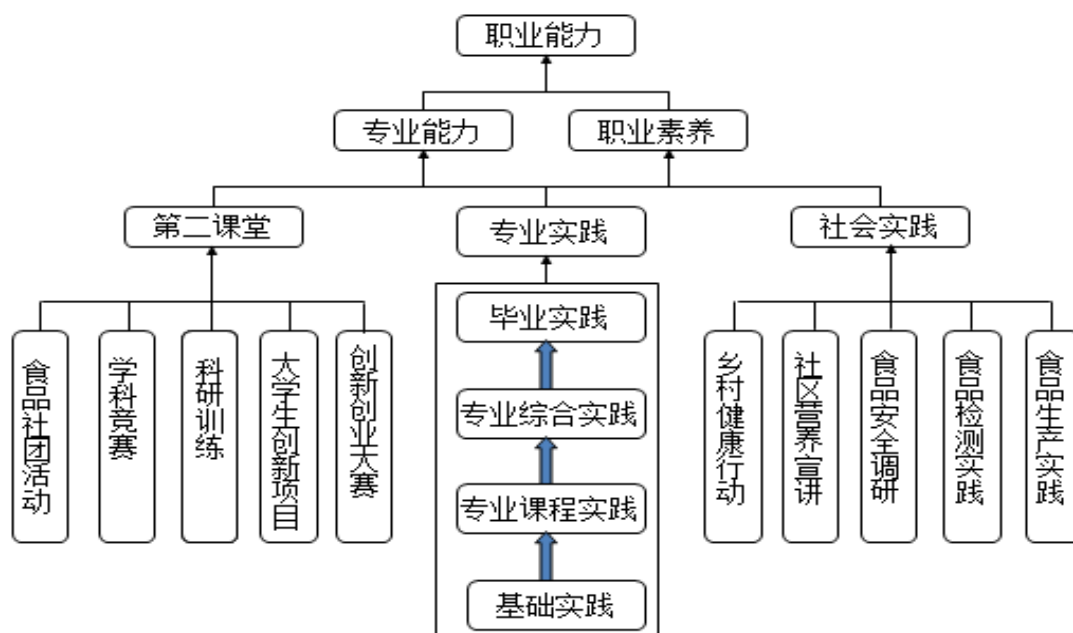 职业能力
专业能力
职业素养
第二课堂
专业实践
社会实践
毕业实践
专业综合实践
专业课程实践
基础实践
食品社团活动
学科竞赛
科研训练
大学生创新项目
创新创业大赛
乡村健康行动
社区营养宣讲
食品安全调研
食品检测实践
食品生产实践